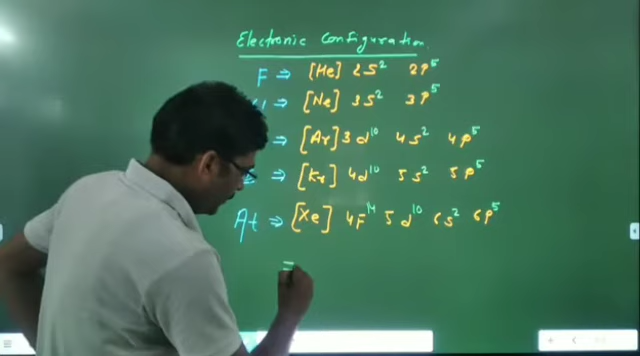 Electronic Configuration
F ⇒ [He] 2s² 2p⁵
⇒ [Ne] 3s² 3p⁵
⇒ [Ar] 3d¹⁰ 4s² 4p⁵
⇒ [Kr] 4d¹⁰ 5s² 5p⁵
At ⇒ [Xe] 4F¹⁴ 5d¹⁰ 6s² 6p⁵